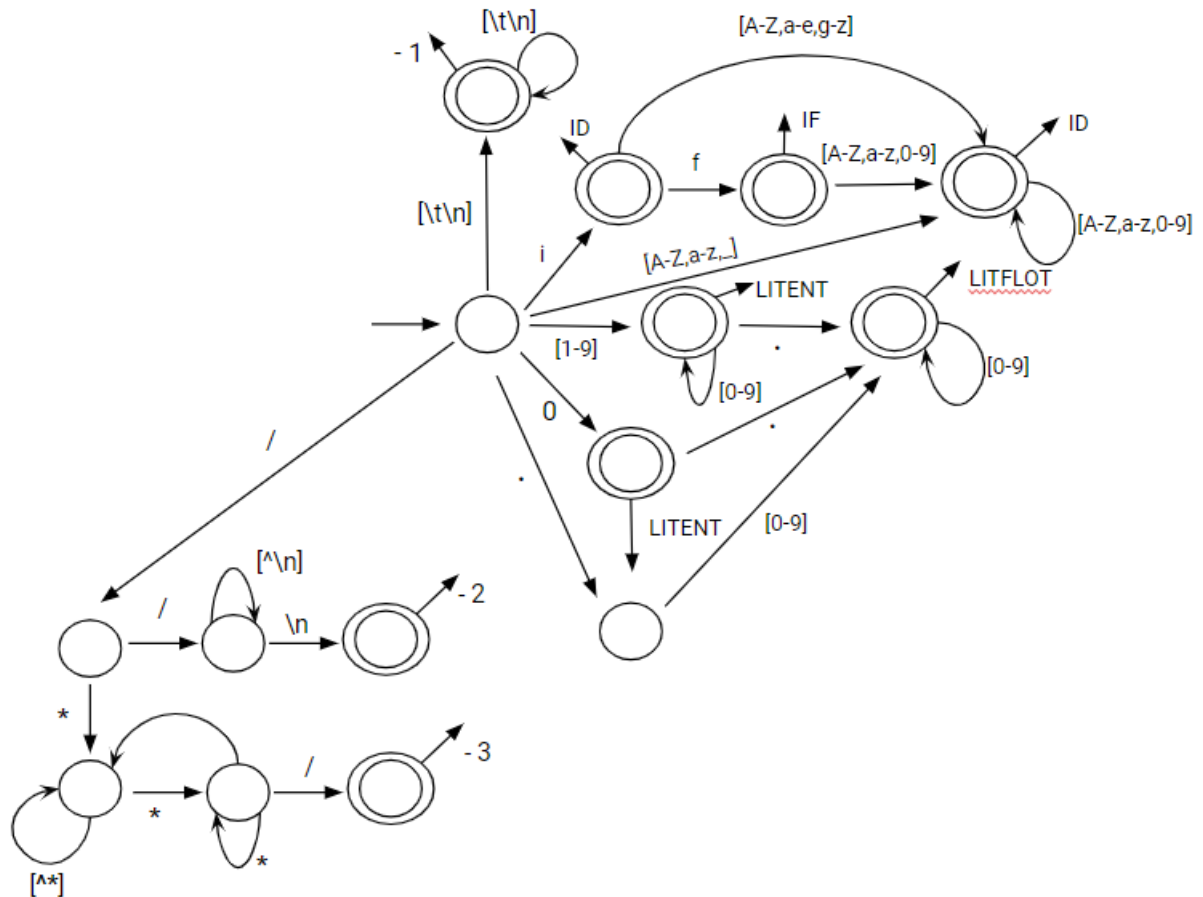 [\t\n]
[A-Z,a-e,g-z]
- 1
ID
IF
ID
f
[A-Z,a-z,0-9]
[\t\n]
[A-Z,a-z,0-9]
i
[A-Z,a-z,_]
LITENT
LITFLOT
[1-9]
.
[0-9]
[0-9]
0
.
/
.
LITENT
[0-9]
[^\n]
/
\n
- 2
*
/
- 3
*
*
[^*]